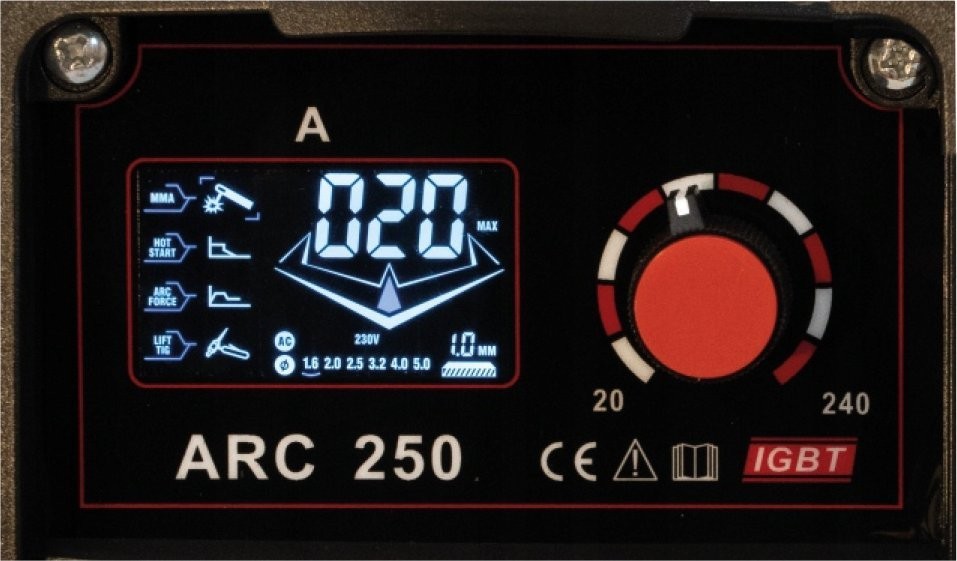 A
MMA
020
MAX
HOT
START
ARC
FORCE
LIFT
TIG
AC
230V
1.0 MM
Ø 1.6 2.0 2.5 3.2 4.0 5.0
20
240
ARC 250
CE
IGBT